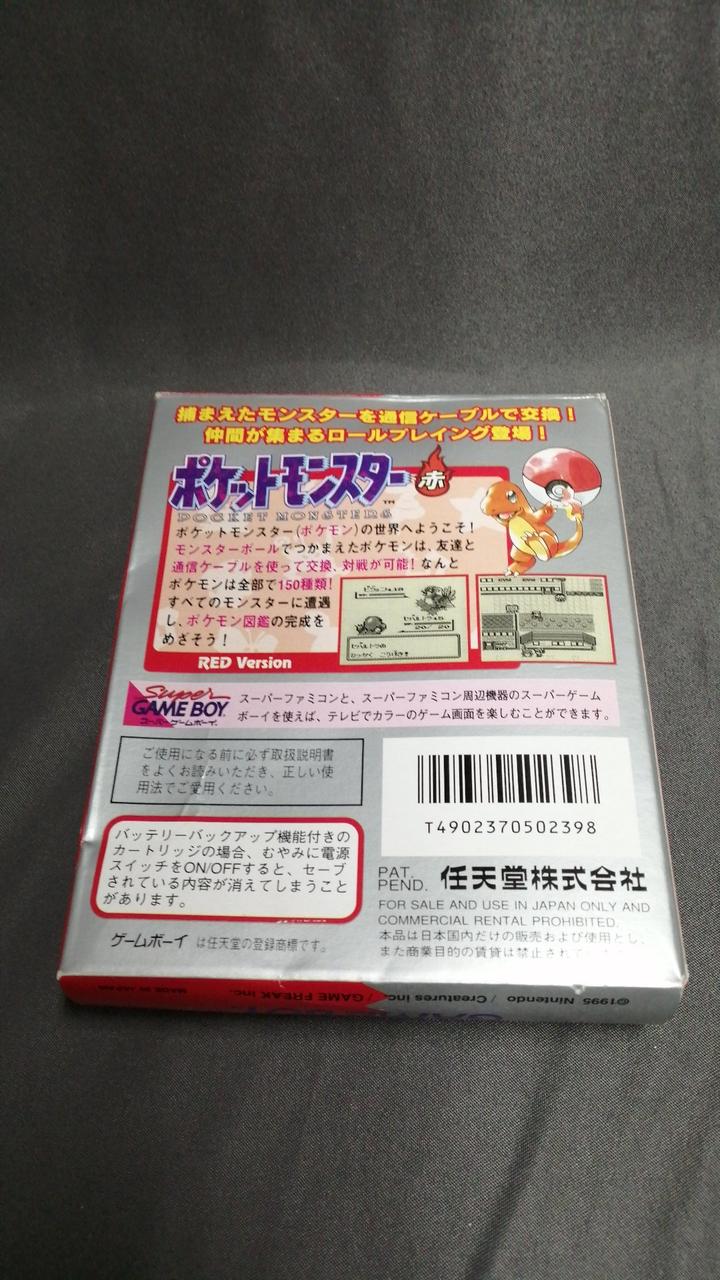 捕まえたモンスターを通信ケーブルで交換！
仲間が集まるロールプレイング登場！
ポケットモンスター 赤
TM
POCKET MONSTERS
ポケットモンスター(ポケモン)の世界へようこそ！
モンスターボールでつかまえたポケモンは、友達と
通信ケーブルを使って交換、対戦が可能！なんと
ポケモンは全部で150種類！
すべてのモンスターに遭遇
し、ポケモン図鑑の完成を
めざそう！
RED Version
Super
GAME BOY
スーパーゲームボーイ
スーパーファミコンと、スーパーファミコン周辺機器のスーパーゲーム
ボーイを使えば、テレビでカラーのゲーム画面を楽しむことができます。
ご使用になる前に必ず取扱説明書
をよくお読みいただき、正しい使
用法でご愛用ください。
T4902370502398
バッテリーバックアップ機能付きの
カートリッジの場合、むやみに電源
スイッチをON/OFFすると、セーブ
されている内容が消えてしまうこと
があります。
PAT.
PEND. 任天堂株式会社
FOR SALE AND USE IN JAPAN ONLY AND
COMMERCIAL RENTAL PROHIBITED.
本品は日本国内だけの販売および使用とし、
また商業目的の賃貸は禁止されて
ゲームボーイ は任天堂の登録商標です。
©1995 Nintendo / Creatures inc. / GAME FREAK inc.
MADE IN JAPAN